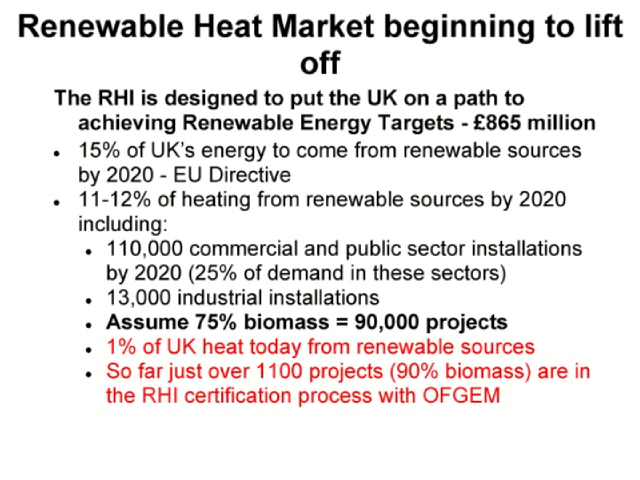 Renewable Heat Market beginning to lift
off
The RHI is designed to put the UK on a path to
achieving Renewable Energy Targets - £865 million
• 15% of UK's energy to come from renewable sources
by 2020 - EU Directive
• 11-12% of heating from renewable sources by 2020
including:
• 110,000 commercial and public sector installations
by 2020 (25% of demand in these sectors)
• 13,000 industrial installations
• Assume 75% biomass = 90,000 projects
• 1% of UK heat today from renewable sources
• So far just over 1100 projects (90% biomass) are in
the RHI certification process with OFGEM